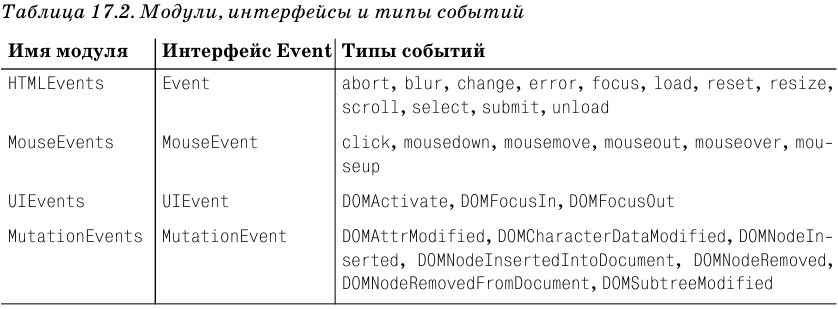 Таблица 17.2. Модули, интерфейсы и типы событий
Имя модуля Интерфейс Event Типы событий
HTMLEvents Event abort, blur, change, error, focus, load, reset, resize,
scroll, select, submit, unload
MouseEvents MouseEvent click, mousedown, mousemove, mouseout, mouseover, mou-
seup
UIEvents UIEvent DOMActivate, DOMFocusIn, DOMFocusOut
MutationEvents MutationEvent DOMAttrModified, DOMCharacterDataModified, DOMNodeIn-
serted, DOMNodeInsertedIntoDocument, DOMNodeRemoved,
DOMNodeRemovedFromDocument, DOMSubtreeModified